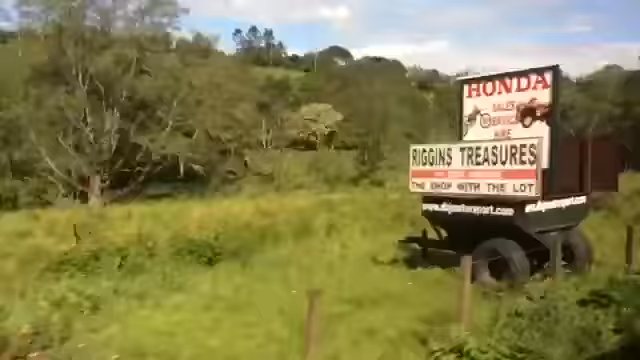 HONDA
SALES
SERVICE
HIRE
RIGGINS TREASURES
THE SHOP WITH THE LOT